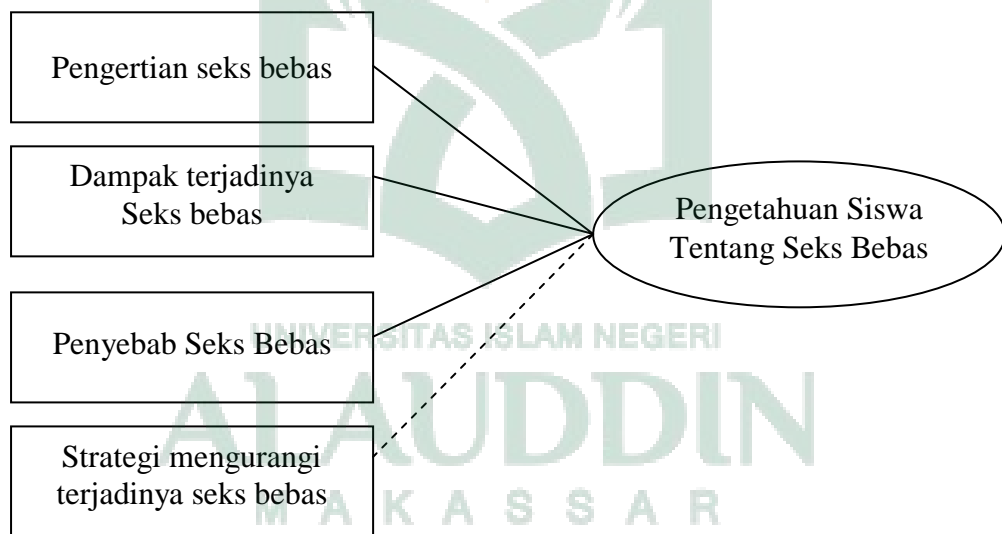 Pengertian seks bebas
Dampak terjadinya
Seks bebas
Pengetahuan Siswa
Tentang Seks Bebas
Penyebab Seks Bebas
UNIVERSITAS ISLAM NEGERI
ALAUDDIN
Strategi mengurangi
terjadinya seks bebas
MAKASSAR